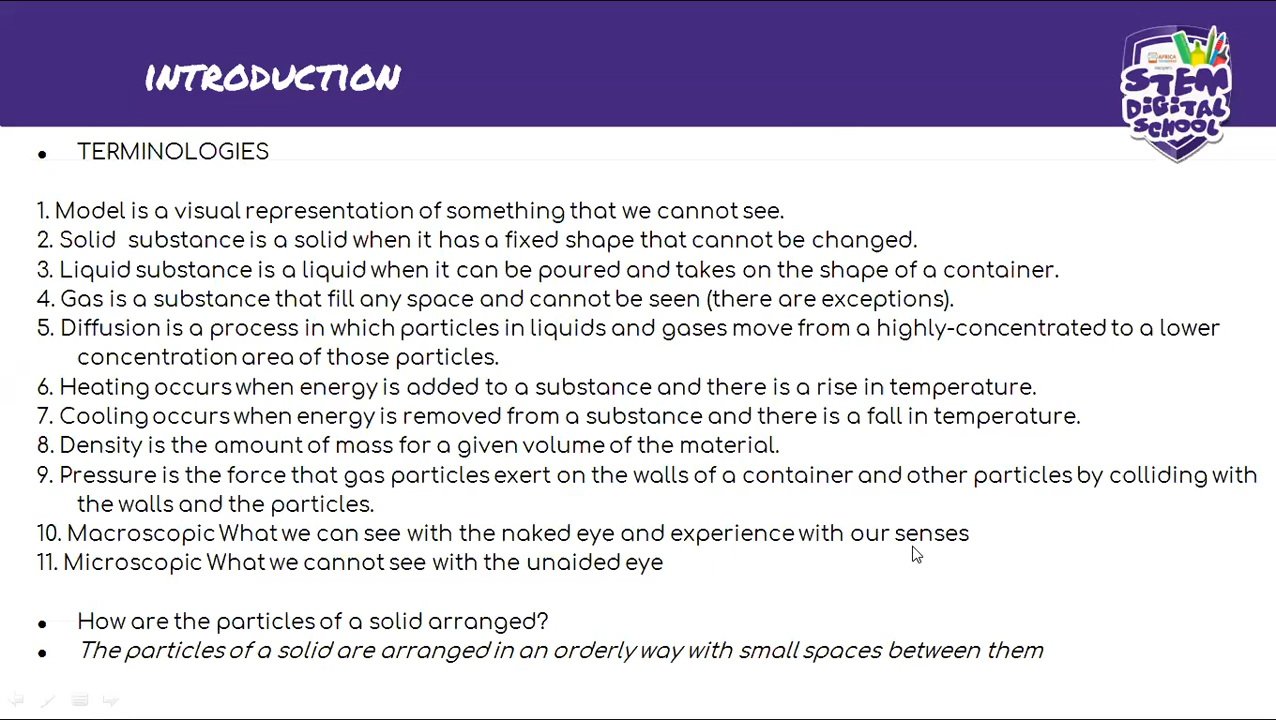 INTRODUCTION
AFRICA
STEM
DIGITAL
SCHOOL
• TERMINOLOGIES
1. Model is a visual representation of something that we cannot see.
2. Solid  substance is a solid when it has a fixed shape that cannot be changed.
3. Liquid substance is a liquid when it can be poured and takes on the shape of a container.
4. Gas is a substance that fill any space and cannot be seen (there are exceptions).
5. Diffusion is a process in which particles in liquids and gases move from a highly-concentrated to a lower
concentration area of those particles.
6. Heating occurs when energy is added to a substance and there is a rise in temperature.
7. Cooling occurs when energy is removed from a substance and there is a fall in temperature.
8. Density is the amount of mass for a given volume of the material.
9. Pressure is the force that gas particles exert on the walls of a container and other particles by colliding with
the walls and the particles.
10. Macroscopic What we can see with the naked eye and experience with our senses
11. Microscopic What we cannot see with the unaided eye
• How are the particles of a solid arranged?
• The particles of a solid are arranged in an orderly way with small spaces between them